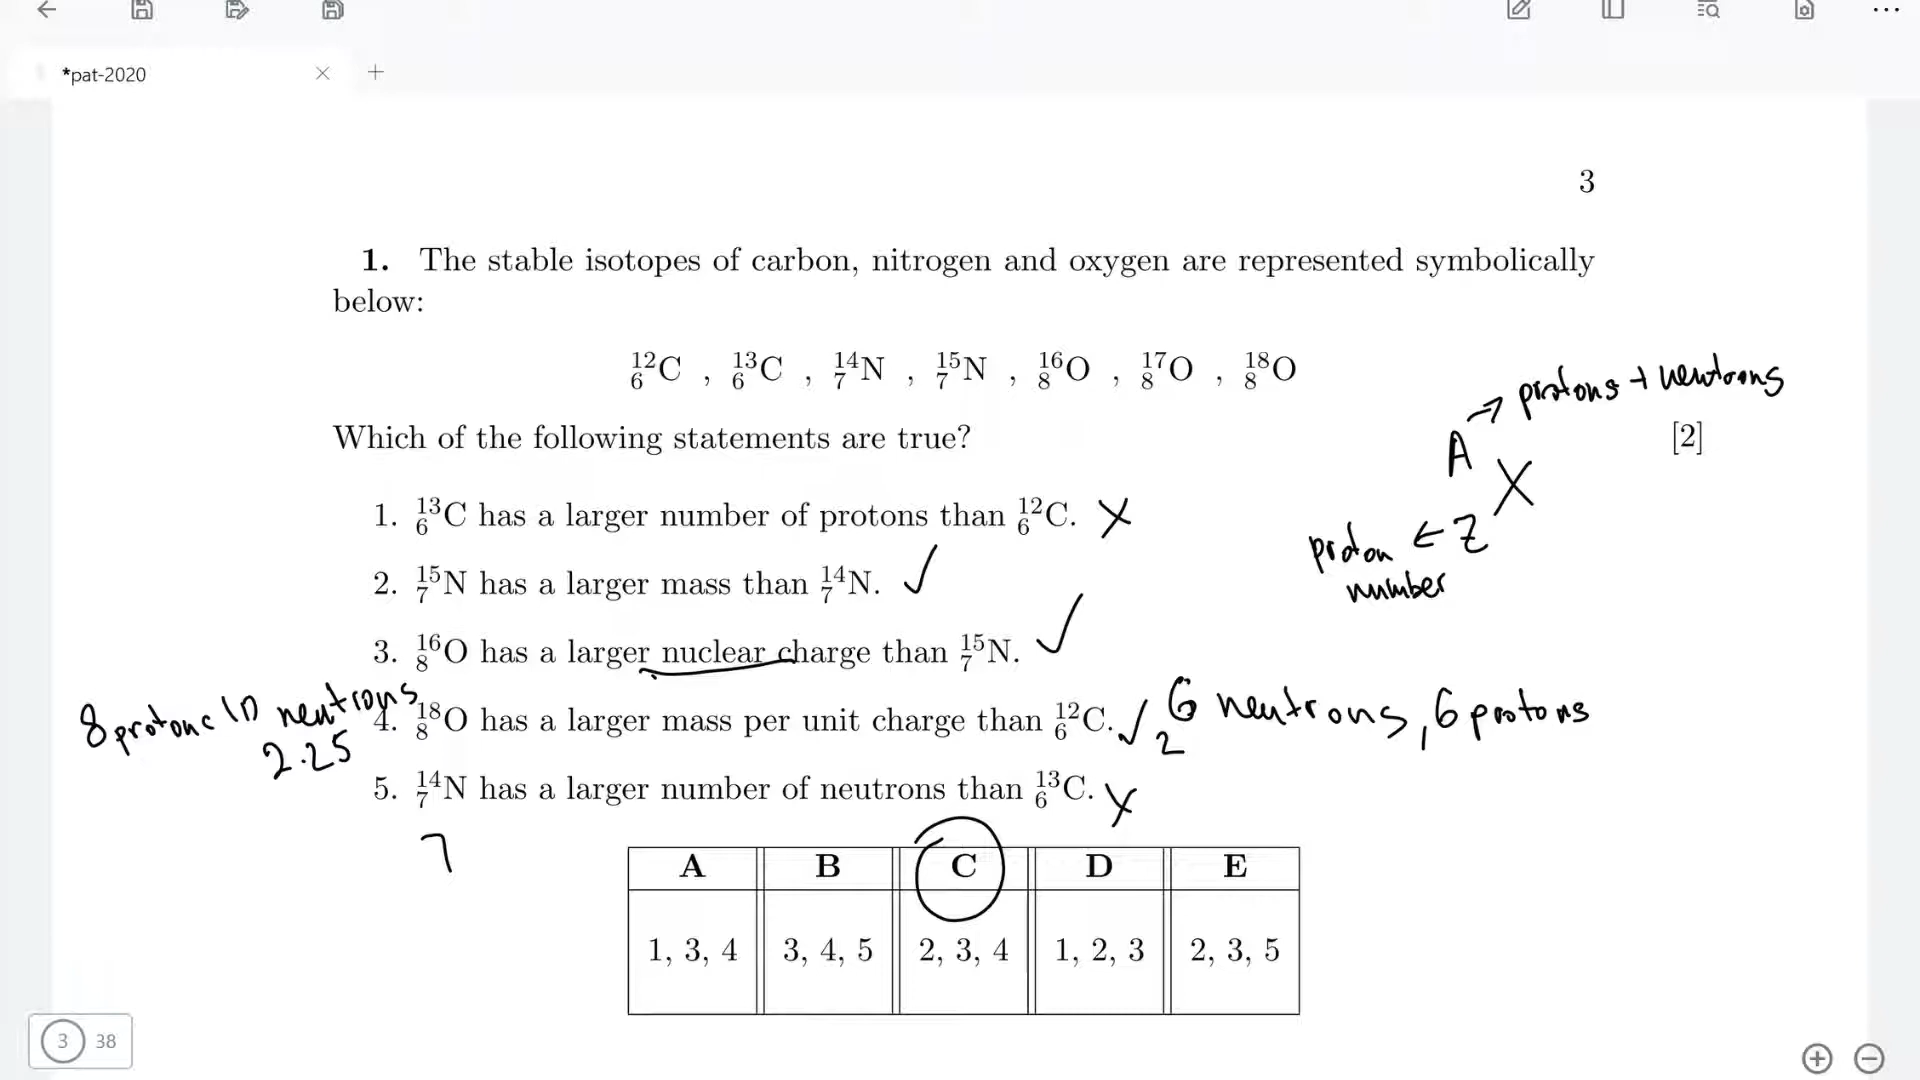 *pat-2020
3
1. The stable isotopes of carbon, nitrogen and oxygen are represented symbolically
below:
¹²₆C , ¹³₆C , ¹⁴₇N , ¹⁵₇N , ¹⁶₈O , ¹⁷₈O , ¹⁸₈O
A → protons + neutrons
Which of the following statements are true? [2]
X
proton ← Z
number
1. ¹³₆C has a larger number of protons than ¹²₆C. X
2. ¹⁵₇N has a larger mass than ¹⁴₇N. ✓
3. ¹⁶₈O has a larger nuclear charge than ¹⁵₇N. ✓
8 protons 10 neutrons
2.25
4. ¹⁸₈O has a larger mass per unit charge than ¹²₆C. ✓ 6 neutrons, 6 protons
2
5. ¹⁴₇N has a larger number of neutrons than ¹³₆C. X
7
A B C D E
1, 3, 4 3, 4, 5 2, 3, 4 1, 2, 3 2, 3, 5
3 38